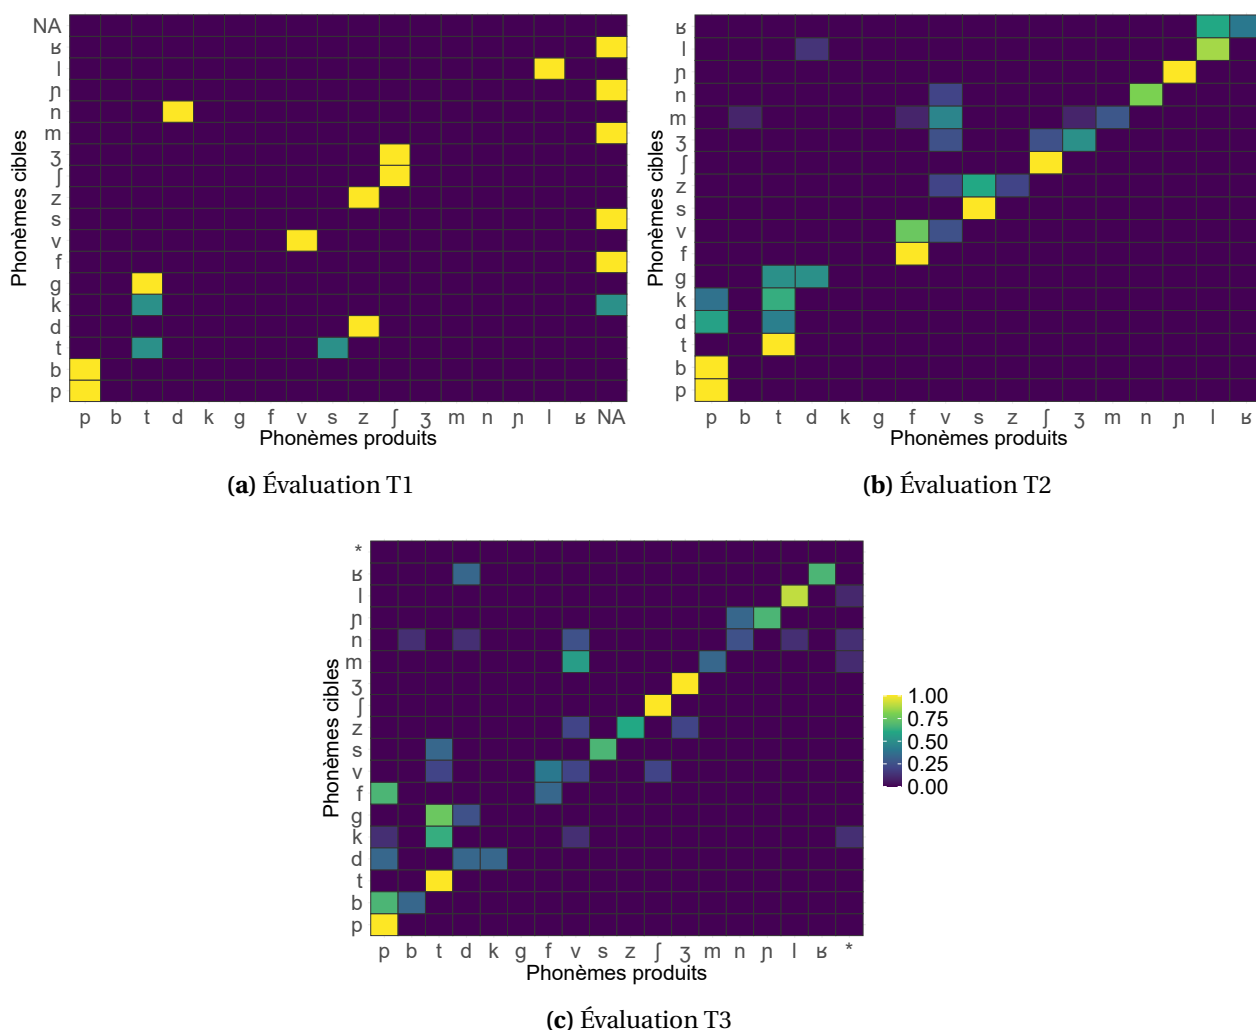 Phonèmes cibles
NA
ʁ
l
ɲ
n
m
ʒ
ʃ
z
s
v
f
g
k
d
t
b
p
p b t d k g f v s z ʃ ʒ m n ɲ l ʁ NA
Phonèmes produits
(a) Évaluation T1
Phonèmes cibles
ʁ
l
ɲ
n
m
ʒ
ʃ
z
s
v
f
g
k
d
t
b
p
p b t d k g f v s z ʃ ʒ m n ɲ l ʁ
Phonèmes produits
(b) Évaluation T2
Phonèmes cibles
*
ʁ
l
ɲ
n
m
ʒ
ʃ
z
s
v
f
g
k
d
t
b
p
p b t d k g f v s z ʃ ʒ m n ɲ l ʁ *
Phonèmes produits
1.00
0.75
0.50
0.25
0.00
(c) Évaluation T3